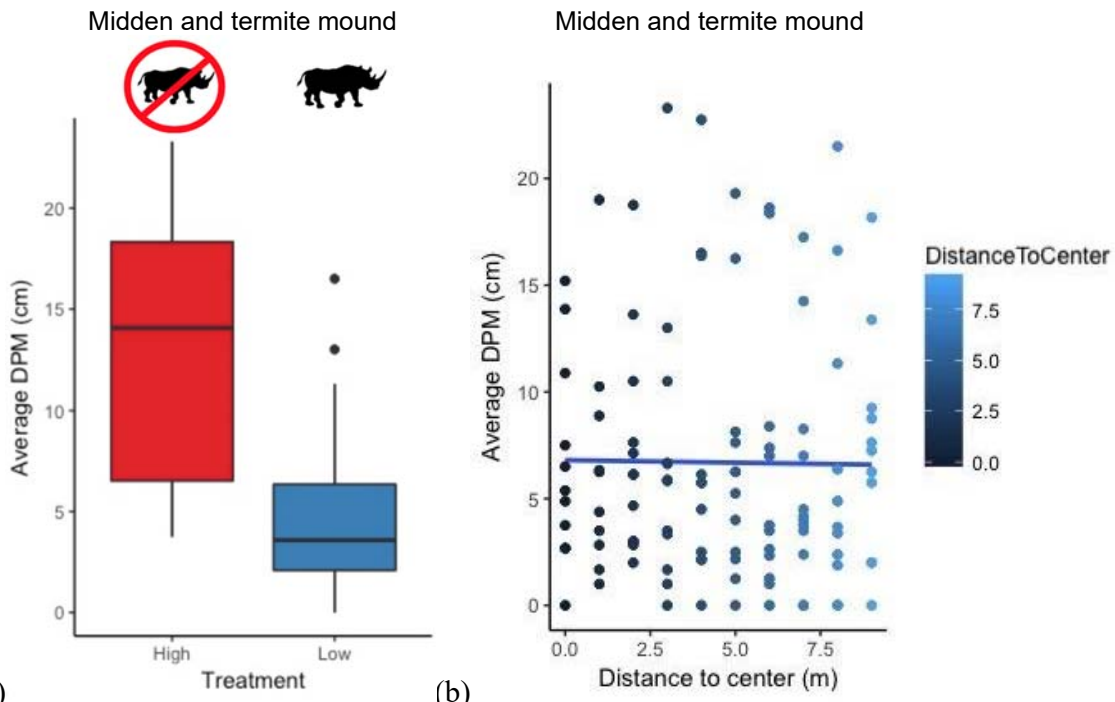 Midden and termite mound
Average DPM (cm)
20
15
10
5
0
High
Low
Treatment
)
Midden and termite mound
Average DPM (cm)
20
15
10
5
0
0.0
2.5
5.0
7.5
Distance to center (m)
(b)
DistanceToCenter
7.5
5.0
2.5
0.0